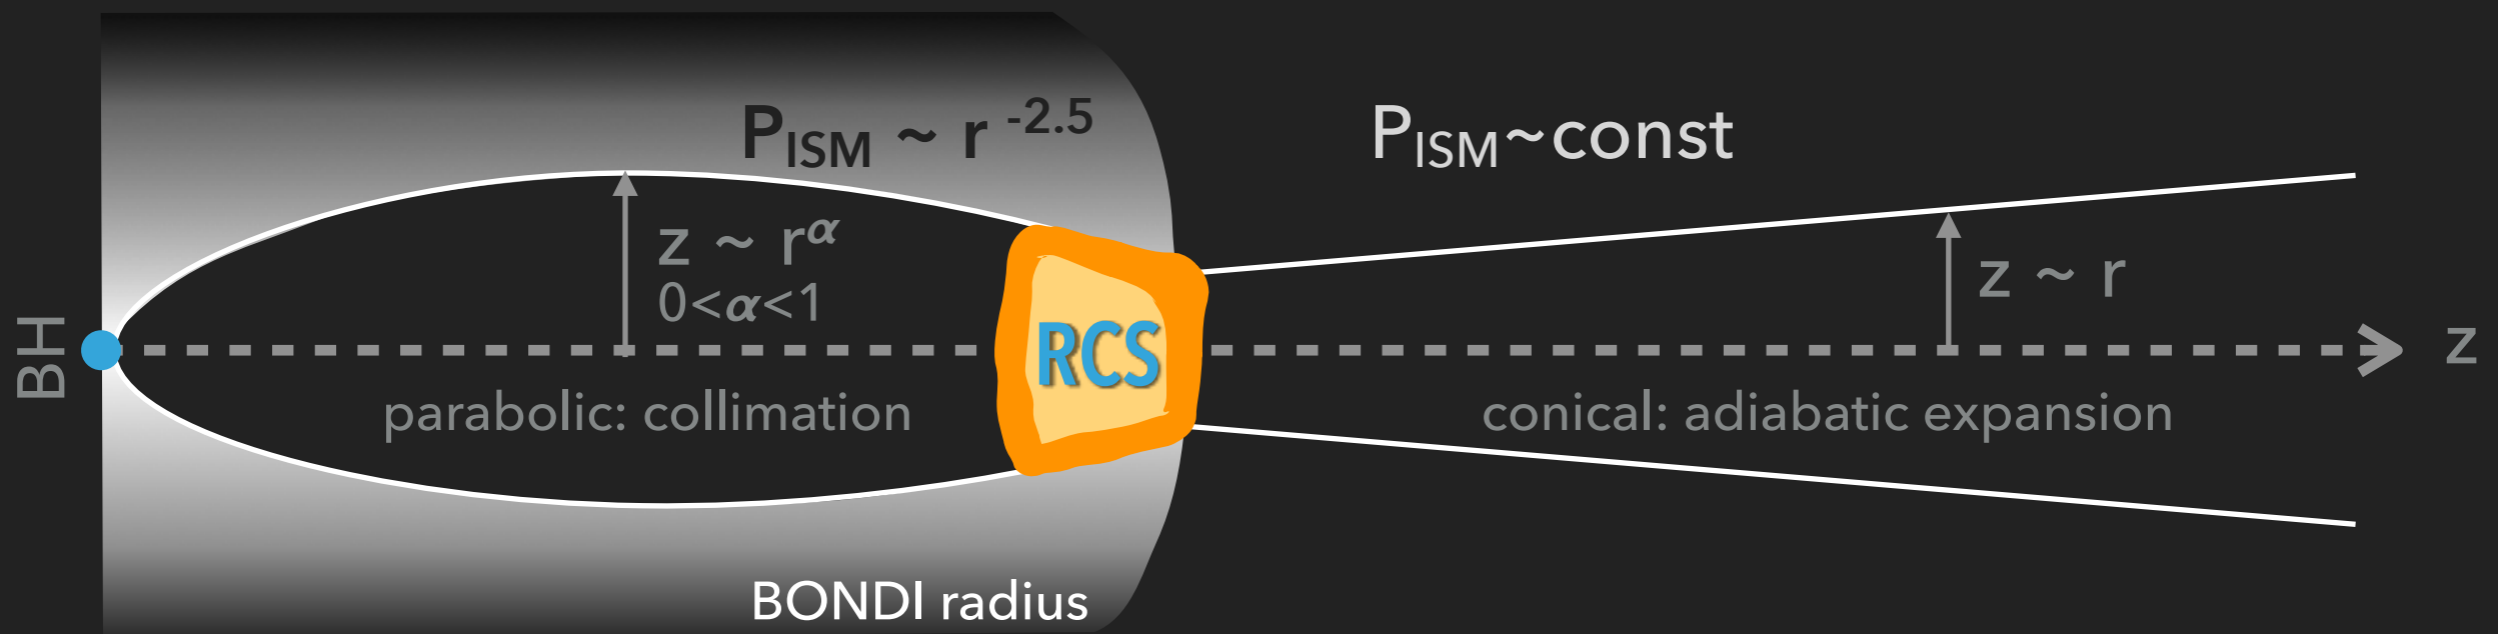 P_ISM ~ r ^-2.5
P_ISM~const
z ~ r^α
0<α<1
z ~ r
BH
RCS
z
parabolic: collimation
conical: adiabatic expansion
BONDI radius